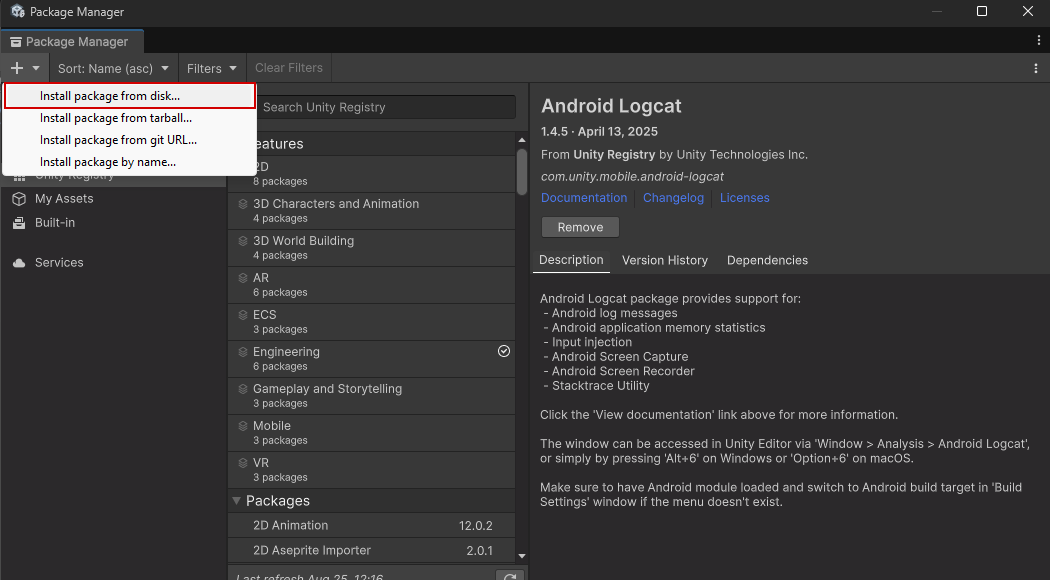 Package Manager
Package Manager
Sort: Name (asc)
Filters
Clear Filters
Install package from disk...
Install package from tarball...
Install package from git URL...
Install package by name...
Unity Registry
My Assets
Built-in
Services
Search Unity Registry
eatures
2D
8 packages
3D Characters and Animation
4 packages
3D World Building
4 packages
AR
6 packages
ECS
3 packages
Engineering
6 packages
Gameplay and Storytelling
3 packages
Mobile
3 packages
VR
3 packages
Packages
2D Animation 12.0.2
2D Aseprite Importer 2.0.1
Last refresh Aug 25, 12:16
Android Logcat
1.4.5 · April 13, 2025
From Unity Registry by Unity Technologies Inc.
com.unity.mobile.android-logcat
Documentation Changelog Licenses
Remove
Description Version History Dependencies
Android Logcat package provides support for:
- Android log messages
- Android application memory statistics
- Input injection
- Android Screen Capture
- Android Screen Recorder
- Stacktrace Utility
Click the 'View documentation' link above for more information.
The window can be accessed in Unity Editor via 'Window > Analysis > Android Logcat',
or simply by pressing 'Alt+6' on Windows or 'Option+6' on macOS.
Make sure to have Android module loaded and switch to Android build target in 'Build
Settings' window if the menu doesn't exist.